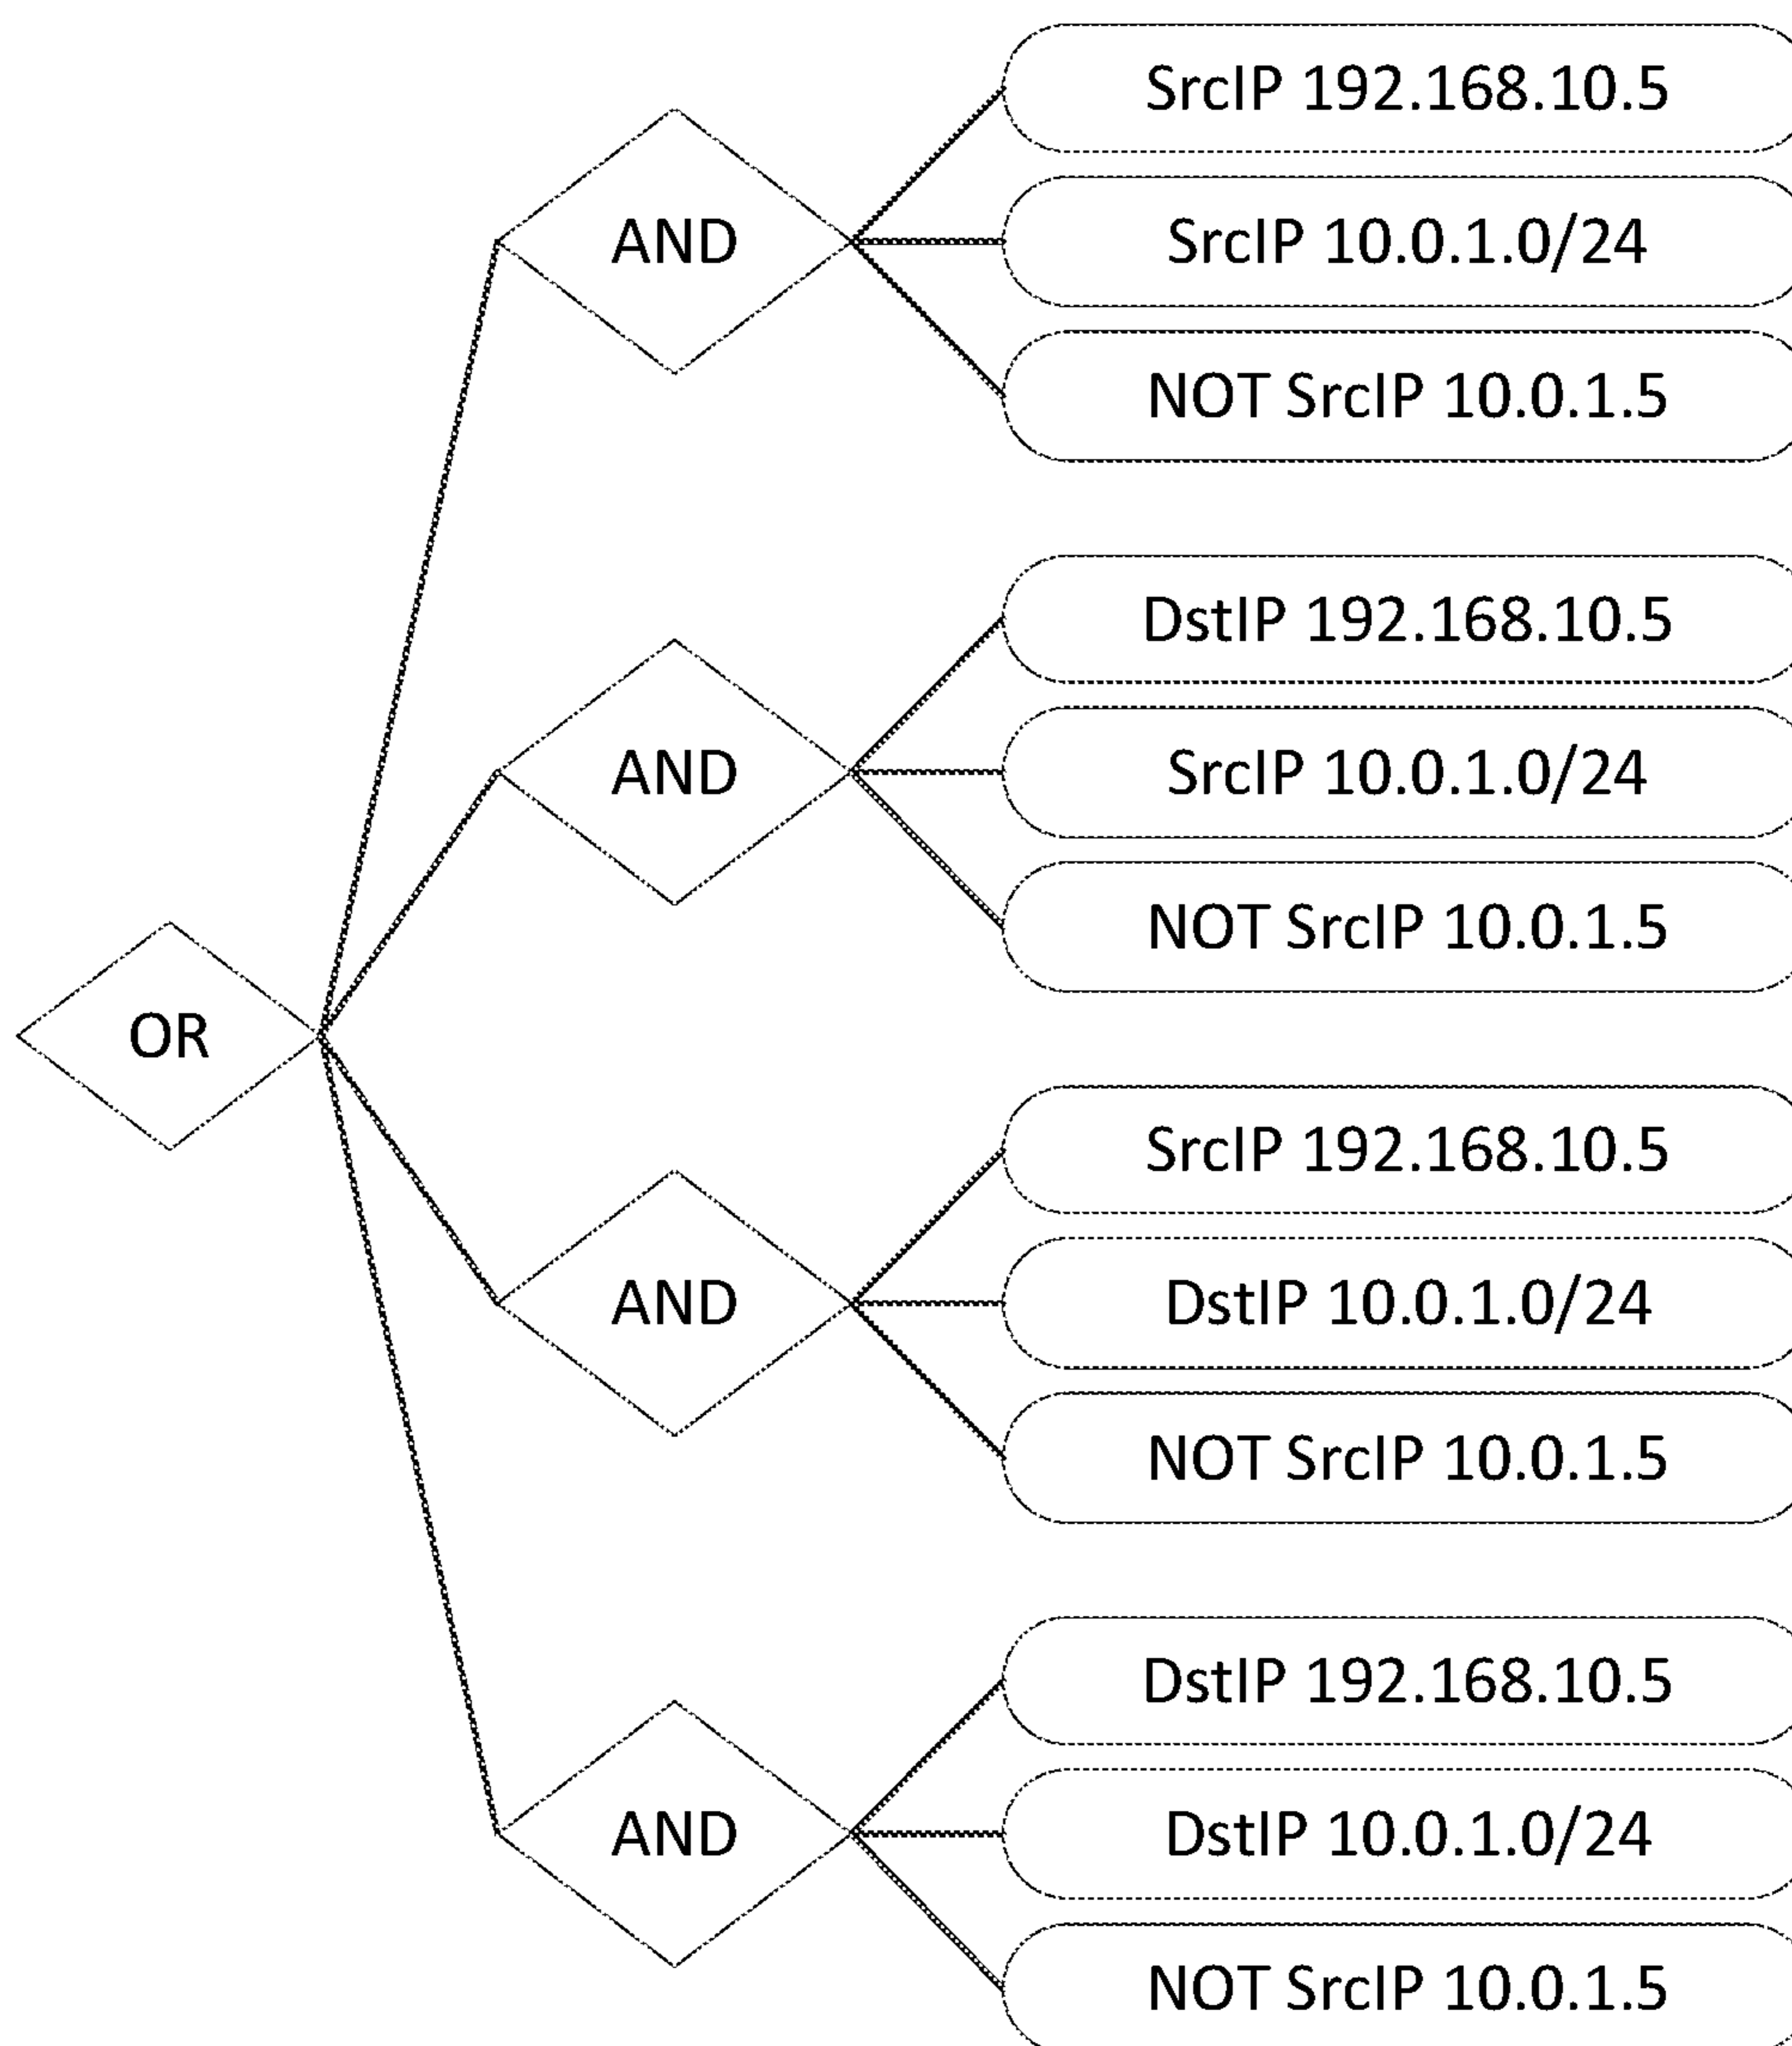 SrcIP 192.168.10.5
AND
SrcIP 10.0.1.0/24
NOT SrcIP 10.0.1.5
DstIP 192.168.10.5
AND
SrcIP 10.0.1.0/24
NOT SrcIP 10.0.1.5
OR
SrcIP 192.168.10.5
AND
DstIP 10.0.1.0/24
NOT SrcIP 10.0.1.5
DstIP 192.168.10.5
AND
DstIP 10.0.1.0/24
NOT SrcIP 10.0.1.5